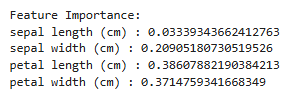 Feature Importance:
sepal length (cm) : 0.03339343662412763
sepal width (cm) : 0.20905180730519526
petal length (cm) : 0.38607882190384213
petal width (cm) : 0.3714759341668349